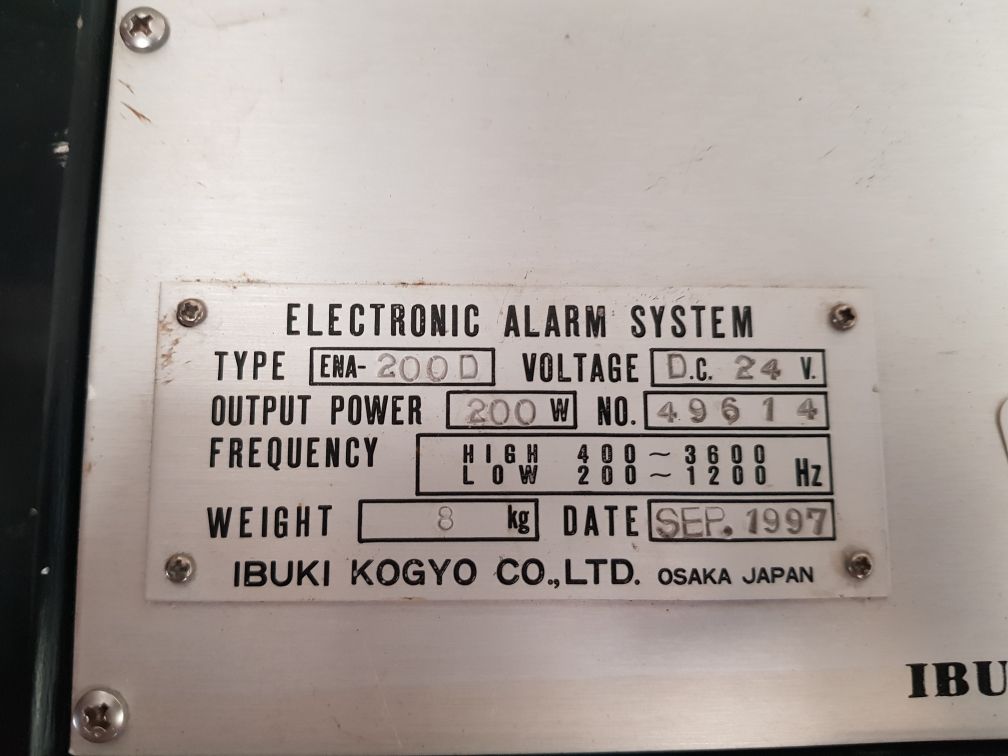 ELECTRONIC ALARM SYSTEM
TYPE ENA-200D VOLTAGE D.C. 24 V.
OUTPUT POWER 200 W NO. 49614
FREQUENCY HIGH 400~3600
LOW 200~1200 Hz
WEIGHT 8 kg DATE SEP. 1997
IBUKI KOGYO CO.,LTD. OSAKA JAPAN
IBU